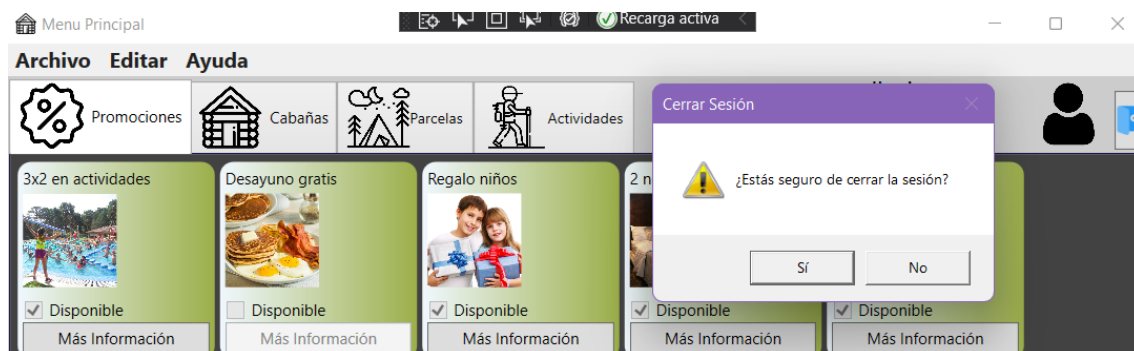 Menu Principal
Recarga activa
Archivo Editar Ayuda
Promociones
Cabañas
Parcelas
Actividades
Cerrar Sesión
¿Estás seguro de cerrar la sesión?
Sí
No
3x2 en actividades
Desayuno gratis
Regalo niños
2 n
Disponible
Disponible
Disponible
Disponible
Disponible
Más Información
Más Información
Más Información
Más Información
Más Información